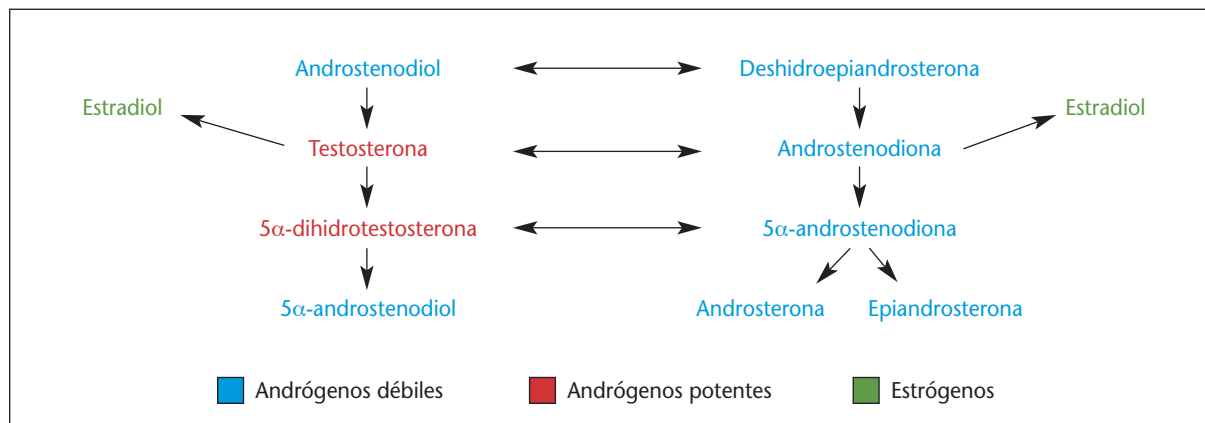 Androstenodiol Deshidroepiandrosterona
Estradiol Estradiol
Testosterona Androstenodiona
5α-dihidrotestosterona 5α-androstenodiona
5α-androstenodiol Androsterona Epiandrosterona
Andrógenos débiles Andrógenos potentes Estrógenos